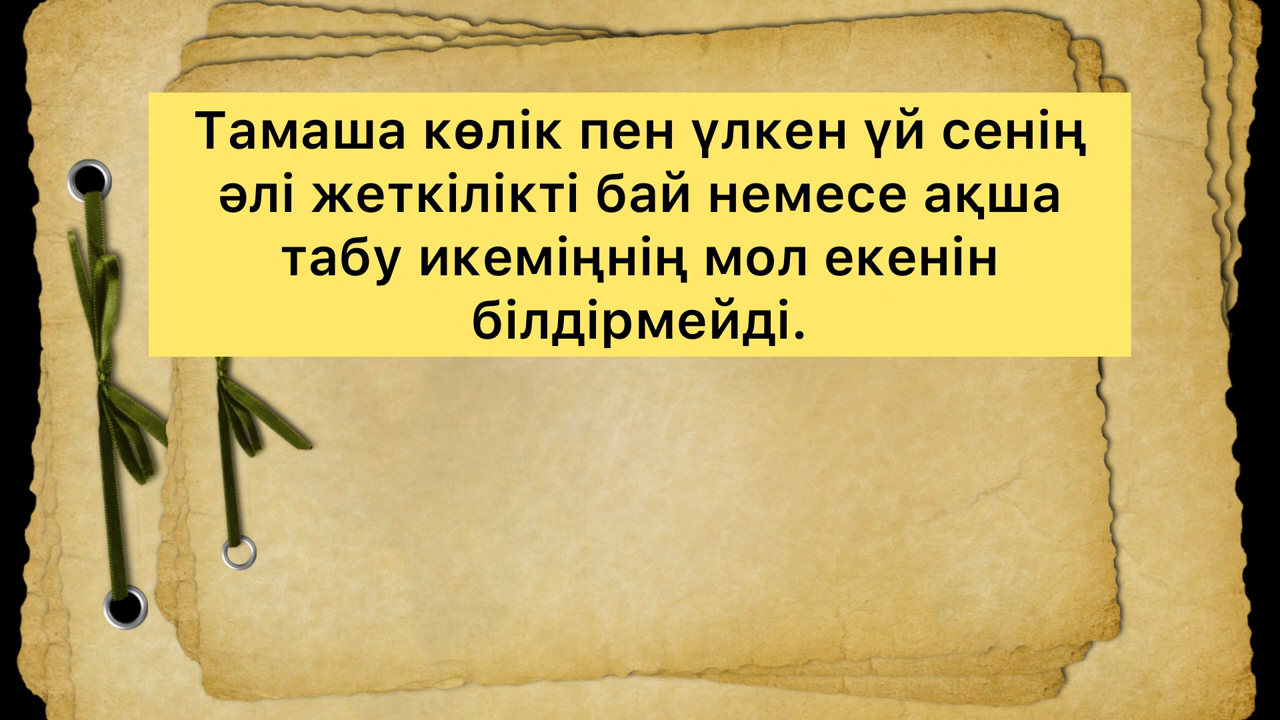 Тамаша көлік пен үлкен үй сенің
әлі жеткілікті бай немесе ақша
табу икеміңнің мол екенін
білдірмейді.